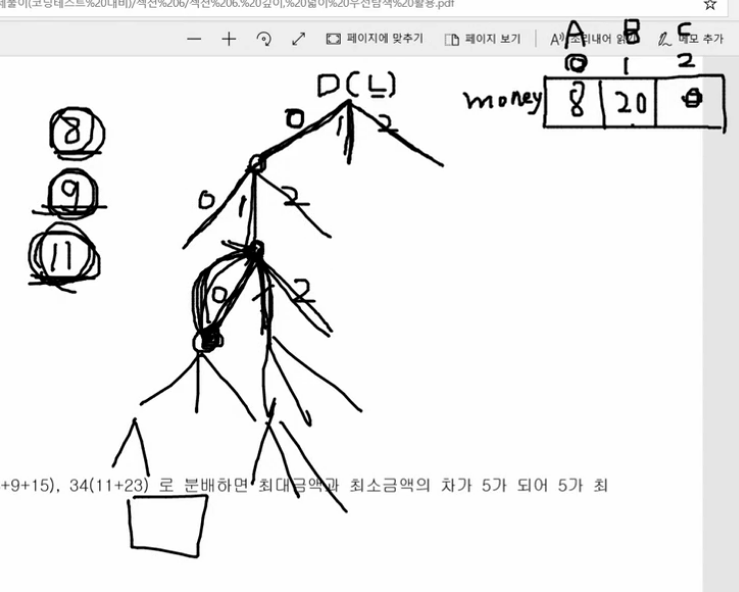 제풀이(코딩테스트%20대비)/섹션%206/섹션%206.%20깊이,%20넓이%20우선탐색%20활용.pdf
페이지에 맞추기
페이지 보기
소리내어 읽기
메모 추가
A B C
0 1 2
money 8 20 0
D(L)
0 1 2
8
0 1 2
9
11
0 1 2
+9+15), 34(11+23) 로 분배하면 최대금액과 최소금액의 차가 5가 되어 5가 최